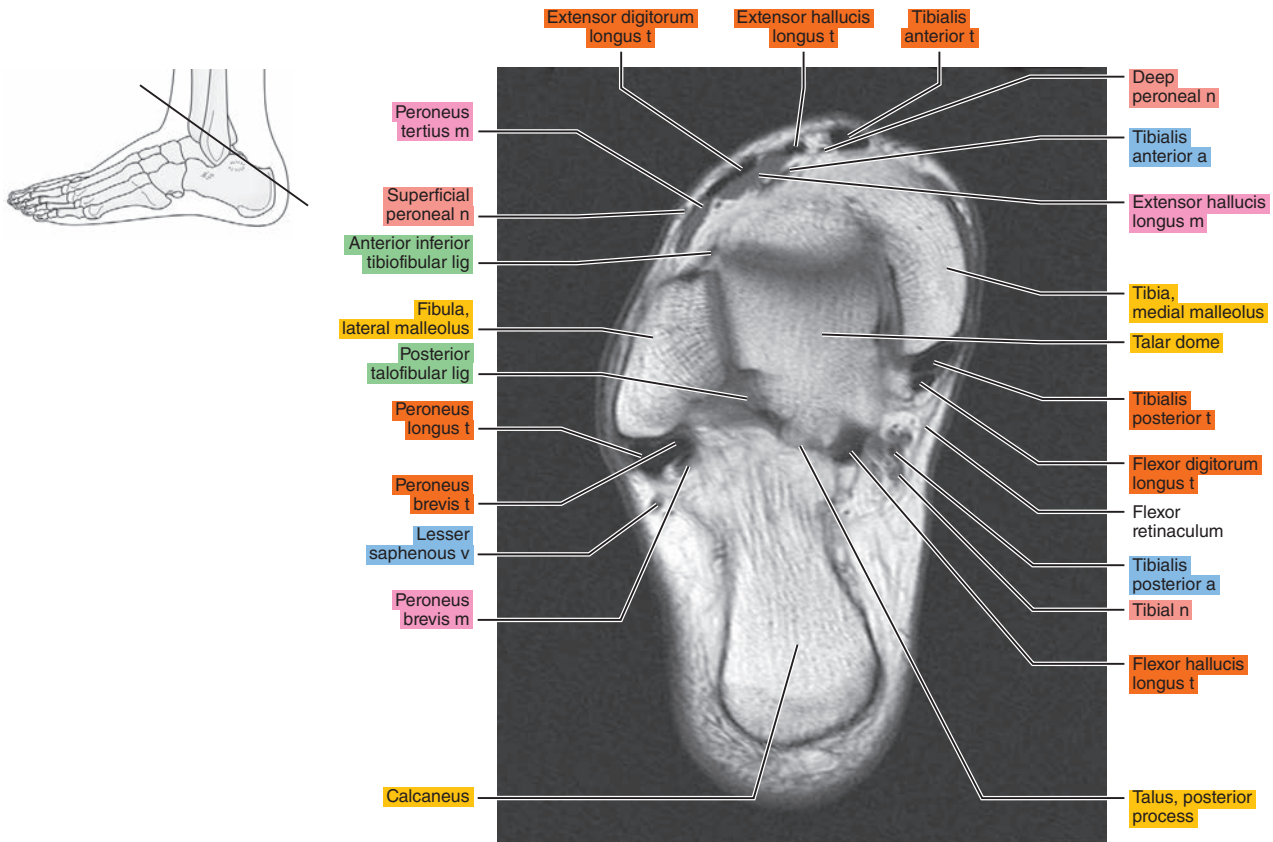 Extensor digitorum
longus t
Extensor hallucis
longus t
Tibialis
anterior t
Peroneus
tertius m
Superficial
peroneal n
Anterior inferior
tibiofibular lig
Fibula,
lateral malleolus
Posterior
talofibular lig
Peroneus
longus t
Peroneus
brevis t
Lesser
saphenous v
Peroneus
brevis m
Calcaneus
Deep
peroneal n
Tibialis
anterior a
Extensor hallucis
longus m
Tibia,
medial malleolus
Talar dome
Tibialis
posterior t
Flexor digitorum
longus t
Flexor
retinaculum
Tibialis
posterior a
Tibial n
Flexor hallucis
longus t
Talus, posterior
process